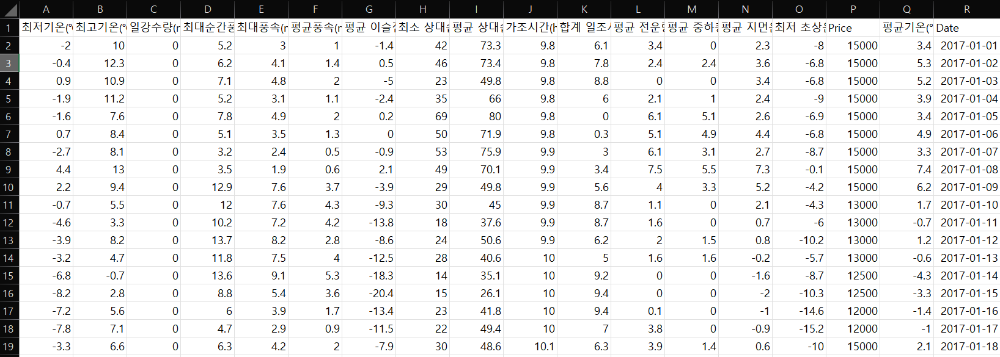 A B C D E F G H I J K L M N O P Q R
1 최저기온(° 최고기온(° 일강수량(r 최대순간풍 최대풍속(r 평균풍속(r 평균 이슬점 최소 상대습 평균 상대습 가조시간(h 합계 일조시 평균 전운량 평균 중하층 평균 지면온 최저 초상온 Price 평균기온(° Date
2 -2 10 0 5.2 3 1 -1.4 42 73.3 9.8 6.1 3.4 0 2.3 -8 15000 3.4 2017-01-01
3 -0.4 12.3 0 6.2 4.1 1.4 0.5 46 73.4 9.8 7.8 2.4 2.4 3.6 -6.8 15000 5.3 2017-01-02
4 0.9 10.9 0 7.1 4.8 2 -5 23 49.8 9.8 8.8 0 0 3.4 -6.8 15000 5.2 2017-01-03
5 -1.9 11.2 0 5.2 3.1 1.1 -2.4 35 66 9.8 6 2.1 1 2.4 -9 15000 3.9 2017-01-04
6 -1.6 7.6 0 7.8 4.9 2 0.2 69 80 9.8 0 6.1 5.1 2.6 -6.9 15000 3.4 2017-01-05
7 0.7 8.4 0 5.1 3.5 1.3 0 50 71.9 9.8 0.3 5.1 4.9 4.4 -6.8 15000 4.9 2017-01-06
8 -2.7 8.1 0 3.2 2.4 0.5 -0.9 53 75.9 9.9 3 6.1 3.1 2.7 -8.7 15000 3.3 2017-01-07
9 4.4 13 0 3.5 1.9 0.6 2.1 49 70.1 9.9 3.4 7.5 5.5 7.3 -0.1 15000 7.4 2017-01-08
10 2.2 9.4 0 12.9 7.6 3.7 -3.9 29 49.8 9.9 5.6 4 3.3 5.2 -4.2 15000 6.2 2017-01-09
11 -0.7 5.5 0 12 7.6 4.3 -9.3 30 45 9.9 8.7 1.1 0 2.1 -4.3 13000 1.7 2017-01-10
12 -4.6 3.3 0 10.2 7.2 4.2 -13.8 18 37.6 9.9 8.7 1.6 0 0.7 -6 13000 -0.7 2017-01-11
13 -3.9 8.2 0 13.7 8.2 2.8 -8.6 24 50.6 9.9 6.2 2 1.5 0.8 -10.2 13000 1.2 2017-01-12
14 -3.2 4.7 0 11.8 7.5 4 -12.5 28 40.6 10 5 1.6 1.6 -0.2 -5.7 13000 -0.6 2017-01-13
15 -6.8 -0.7 0 13.6 9.1 5.3 -18.3 14 35.1 10 9.2 0 0 -1.6 -8.7 12500 -4.3 2017-01-14
16 -8.2 2.8 0 8.8 5.4 3.6 -20.4 15 26.1 10 9.4 0 0 -2 -10.3 12500 -3.3 2017-01-15
17 -7.2 5.6 0 6 3.9 1.7 -13.4 23 41.8 10 9.4 0.1 0 -1 -14.6 12000 -1.4 2017-01-16
18 -7.8 7.1 0 4.7 2.9 0.9 -11.5 22 49.4 10 7 3.8 0 -0.9 -15.2 12000 -1 2017-01-17
19 -3.3 6.6 0 6.3 4.2 2 -7.9 30 48.6 10.1 6.3 3.9 1.4 0.6 -10 15000 2.1 2017-01-18